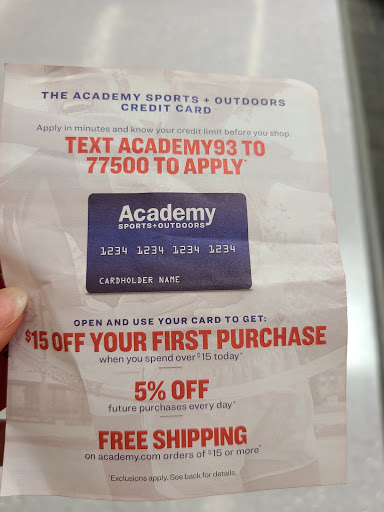 THE ACADEMY SPORTS + OUTDOORS
CREDIT CARD
Apply in minutes and know your credit limit before you shop.
TEXT ACADEMY93 TO
77500 TO APPLY*
Academy
SPORTS+OUTDOORS
1234 1234 1234 1234
CARDHOLDER NAME
OPEN AND USE YOUR CARD TO GET:
$15 OFF YOUR FIRST PURCHASE
when you spend over $15 today*
5% OFF
future purchases every day*
FREE SHIPPING
on academy.com orders of $15 or more*
*Exclusions apply. See back for details.